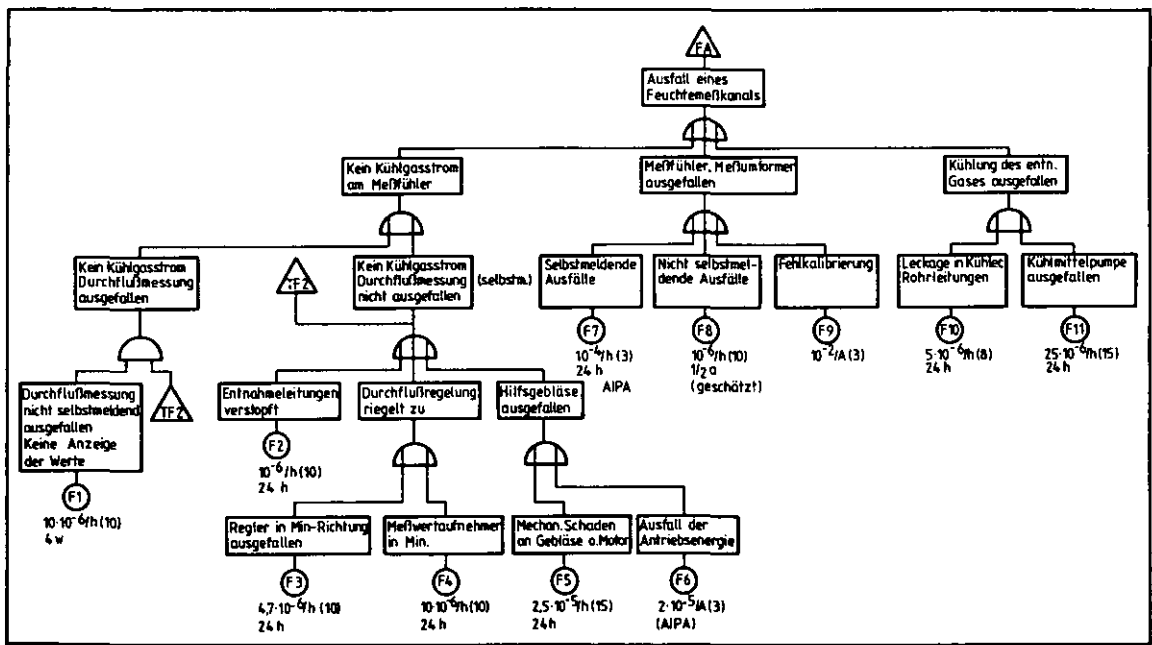 FA
Ausfall eines
Feuchtemeßkanals
Kein Kühlgasstrom
am Meßfühler
Meßfühler, Meßumformer
ausgefallen
Kühlung des entn.
Gases ausgefallen
Kein Kühlgasstrom
Durchflußmessung
ausgefallen
TFZ
Kein Kühlgasstrom
Durchflußmessung
nicht ausgefallen
(selbstm.)
Selbstmeldende
Ausfälle
Nicht selbstmel-
dende Ausfälle
Fehlkalibrierung
Leckage in Kühler,
Rohrleitungen
Kühlmittelpumpe
ausgefallen
F7
10⁻⁴/h (3)
24 h
AIPA
F8
10⁻⁶/h (10)
1/2 a
(geschätzt)
F9
10⁻²/A (3)
F10
5·10⁻⁶/h (8)
24 h
F11
25·10⁻⁶/h (15)
24 h
Durchflußmessung
nicht selbstmeldend
ausgefallen
Keine Anzeige
der Werte
TFZ
Entnahmeleitungen
verstopft
Durchflußregelung
riegelt zu
Hilfsgebläse
ausgefallen
F1
10·10⁻⁶/h (10)
4 w
F2
10⁻⁶/h (10)
24 h
Regler in Min-Richtung
ausgefallen
Meßwertaufnehmer
in Min.
Mechan. Schaden
an Gebläse o. Motor
Ausfall der
Antriebsenergie
F3
4,7·10⁻⁶/h (10)
24 h
F4
10·10⁻⁶/h (10)
24 h
F5
2,5·10⁻⁵/h (15)
24 h
F6
2·10⁻⁵/A (3)
(AIPA)